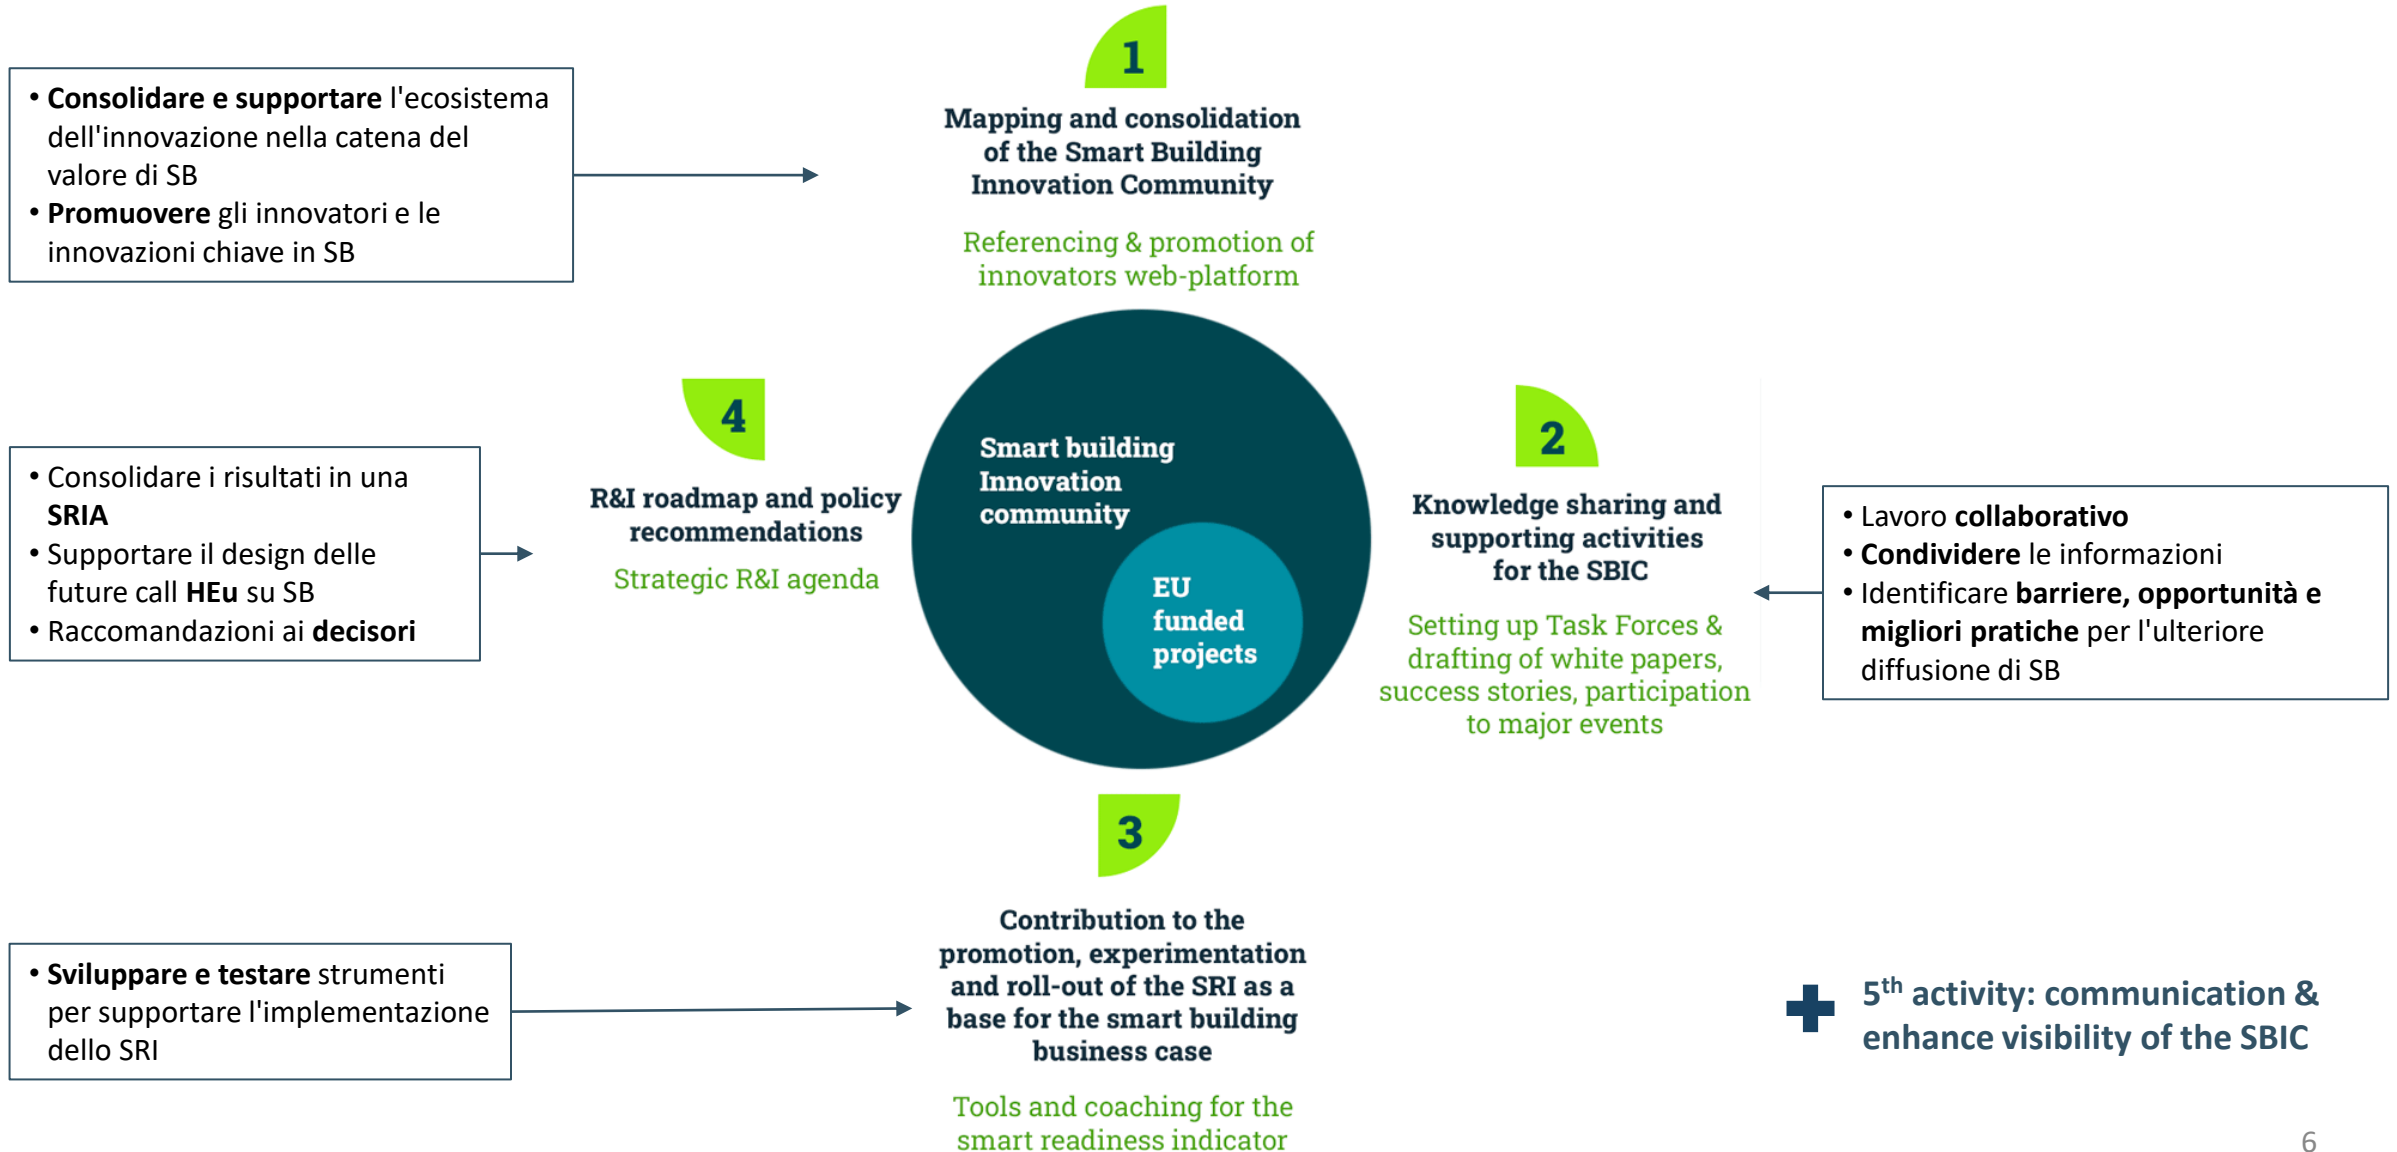 1
Mapping and consolidation
of the Smart Building
Innovation Community
Referencing & promotion of
innovators web-platform
• Consolidare e supportare l'ecosistema
dell'innovazione nella catena del
valore di SB
• Promuovere gli innovatori e le
innovazioni chiave in SB
4
R&I roadmap and policy
recommendations
Strategic R&I agenda
• Consolidare i risultati in una
SRIA
• Supportare il design delle
future call HEu su SB
• Raccomandazioni ai decisori
Smart building
Innovation
community
EU
funded
projects
2
Knowledge sharing and
supporting activities
for the SBIC
Setting up Task Forces &
drafting of white papers,
success stories, participation
to major events
• Lavoro collaborativo
• Condividere le informazioni
• Identificare barriere, opportunità e
migliori pratiche per l'ulteriore
diffusione di SB
3
Contribution to the
promotion, experimentation
and roll-out of the SRI as a
base for the smart building
business case
Tools and coaching for the
smart readiness indicator
• Sviluppare e testare strumenti
per supportare l'implementazione
dello SRI
5th activity: communication &
enhance visibility of the SBIC
6